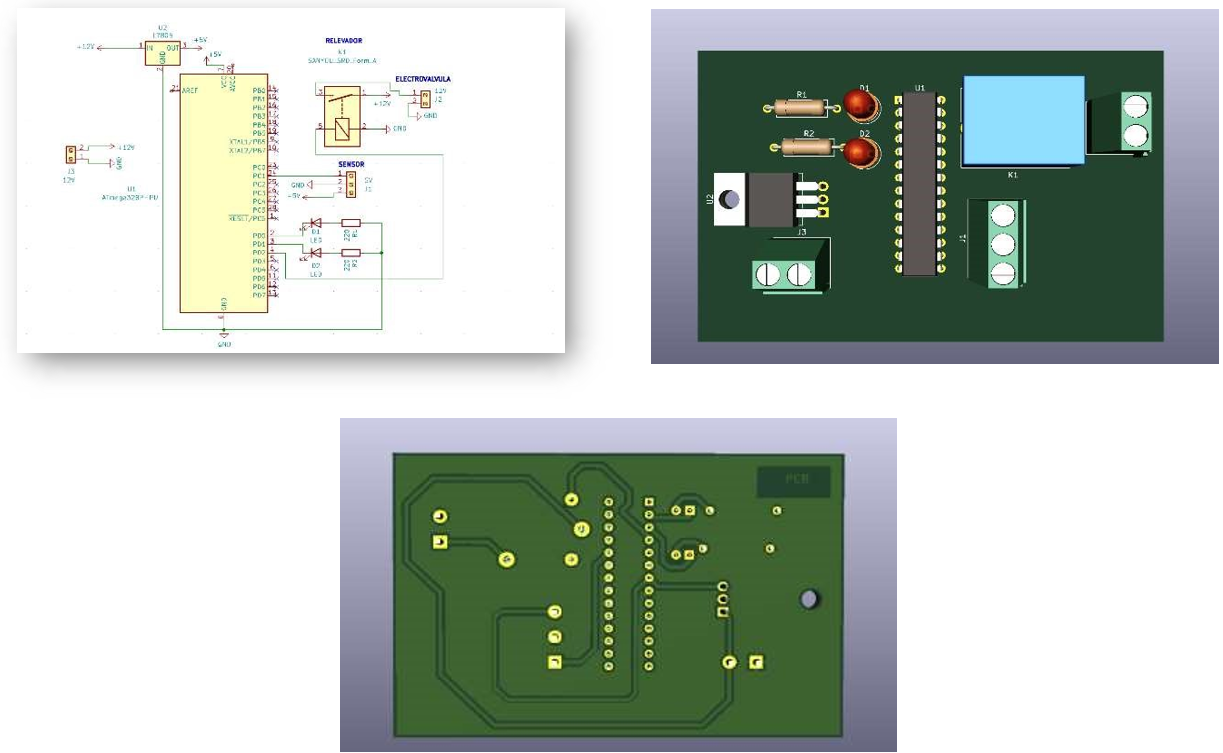 U2
L7805
+12V
IN
OUT
+5V
GND
+5V
VCC
AVCC
AREF
PB0
PB1
PB2
PB3
PB4
PB5
XTAL1/PB6
XTAL2/PB7
PC0
PC1
PC2
PC3
PC4
PC5
RESET/PC6
PD0
PD1
PD2
PD3
PD4
PD5
PD6
PD7
GND
GND
U1
ATmega328P-PU
J3
12V
+12V
GND
RELEVADOR
K1
SANYOU_SRD_Form_A
+12V
GND
ELECTROVALVULA
12V
J2
GND
SENSOR
GND
+5V
5V
J1
D1
LED
D2
LED
220
R1
220
R2
R1
D1
U1
R2
D2
K1
U2
J3
J1
PCB